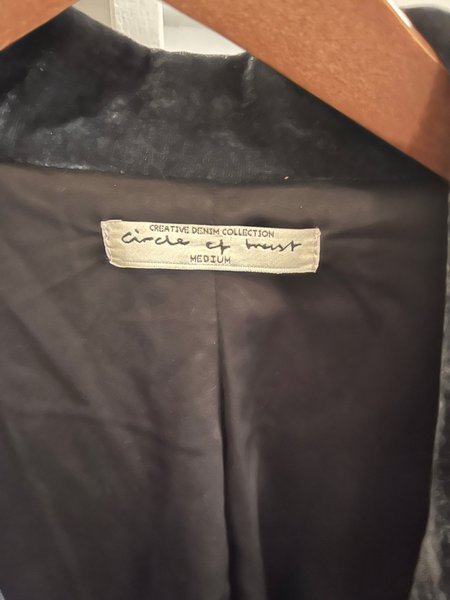 CREATIVE DENIM COLLECTION
circle of trust
MEDIUM